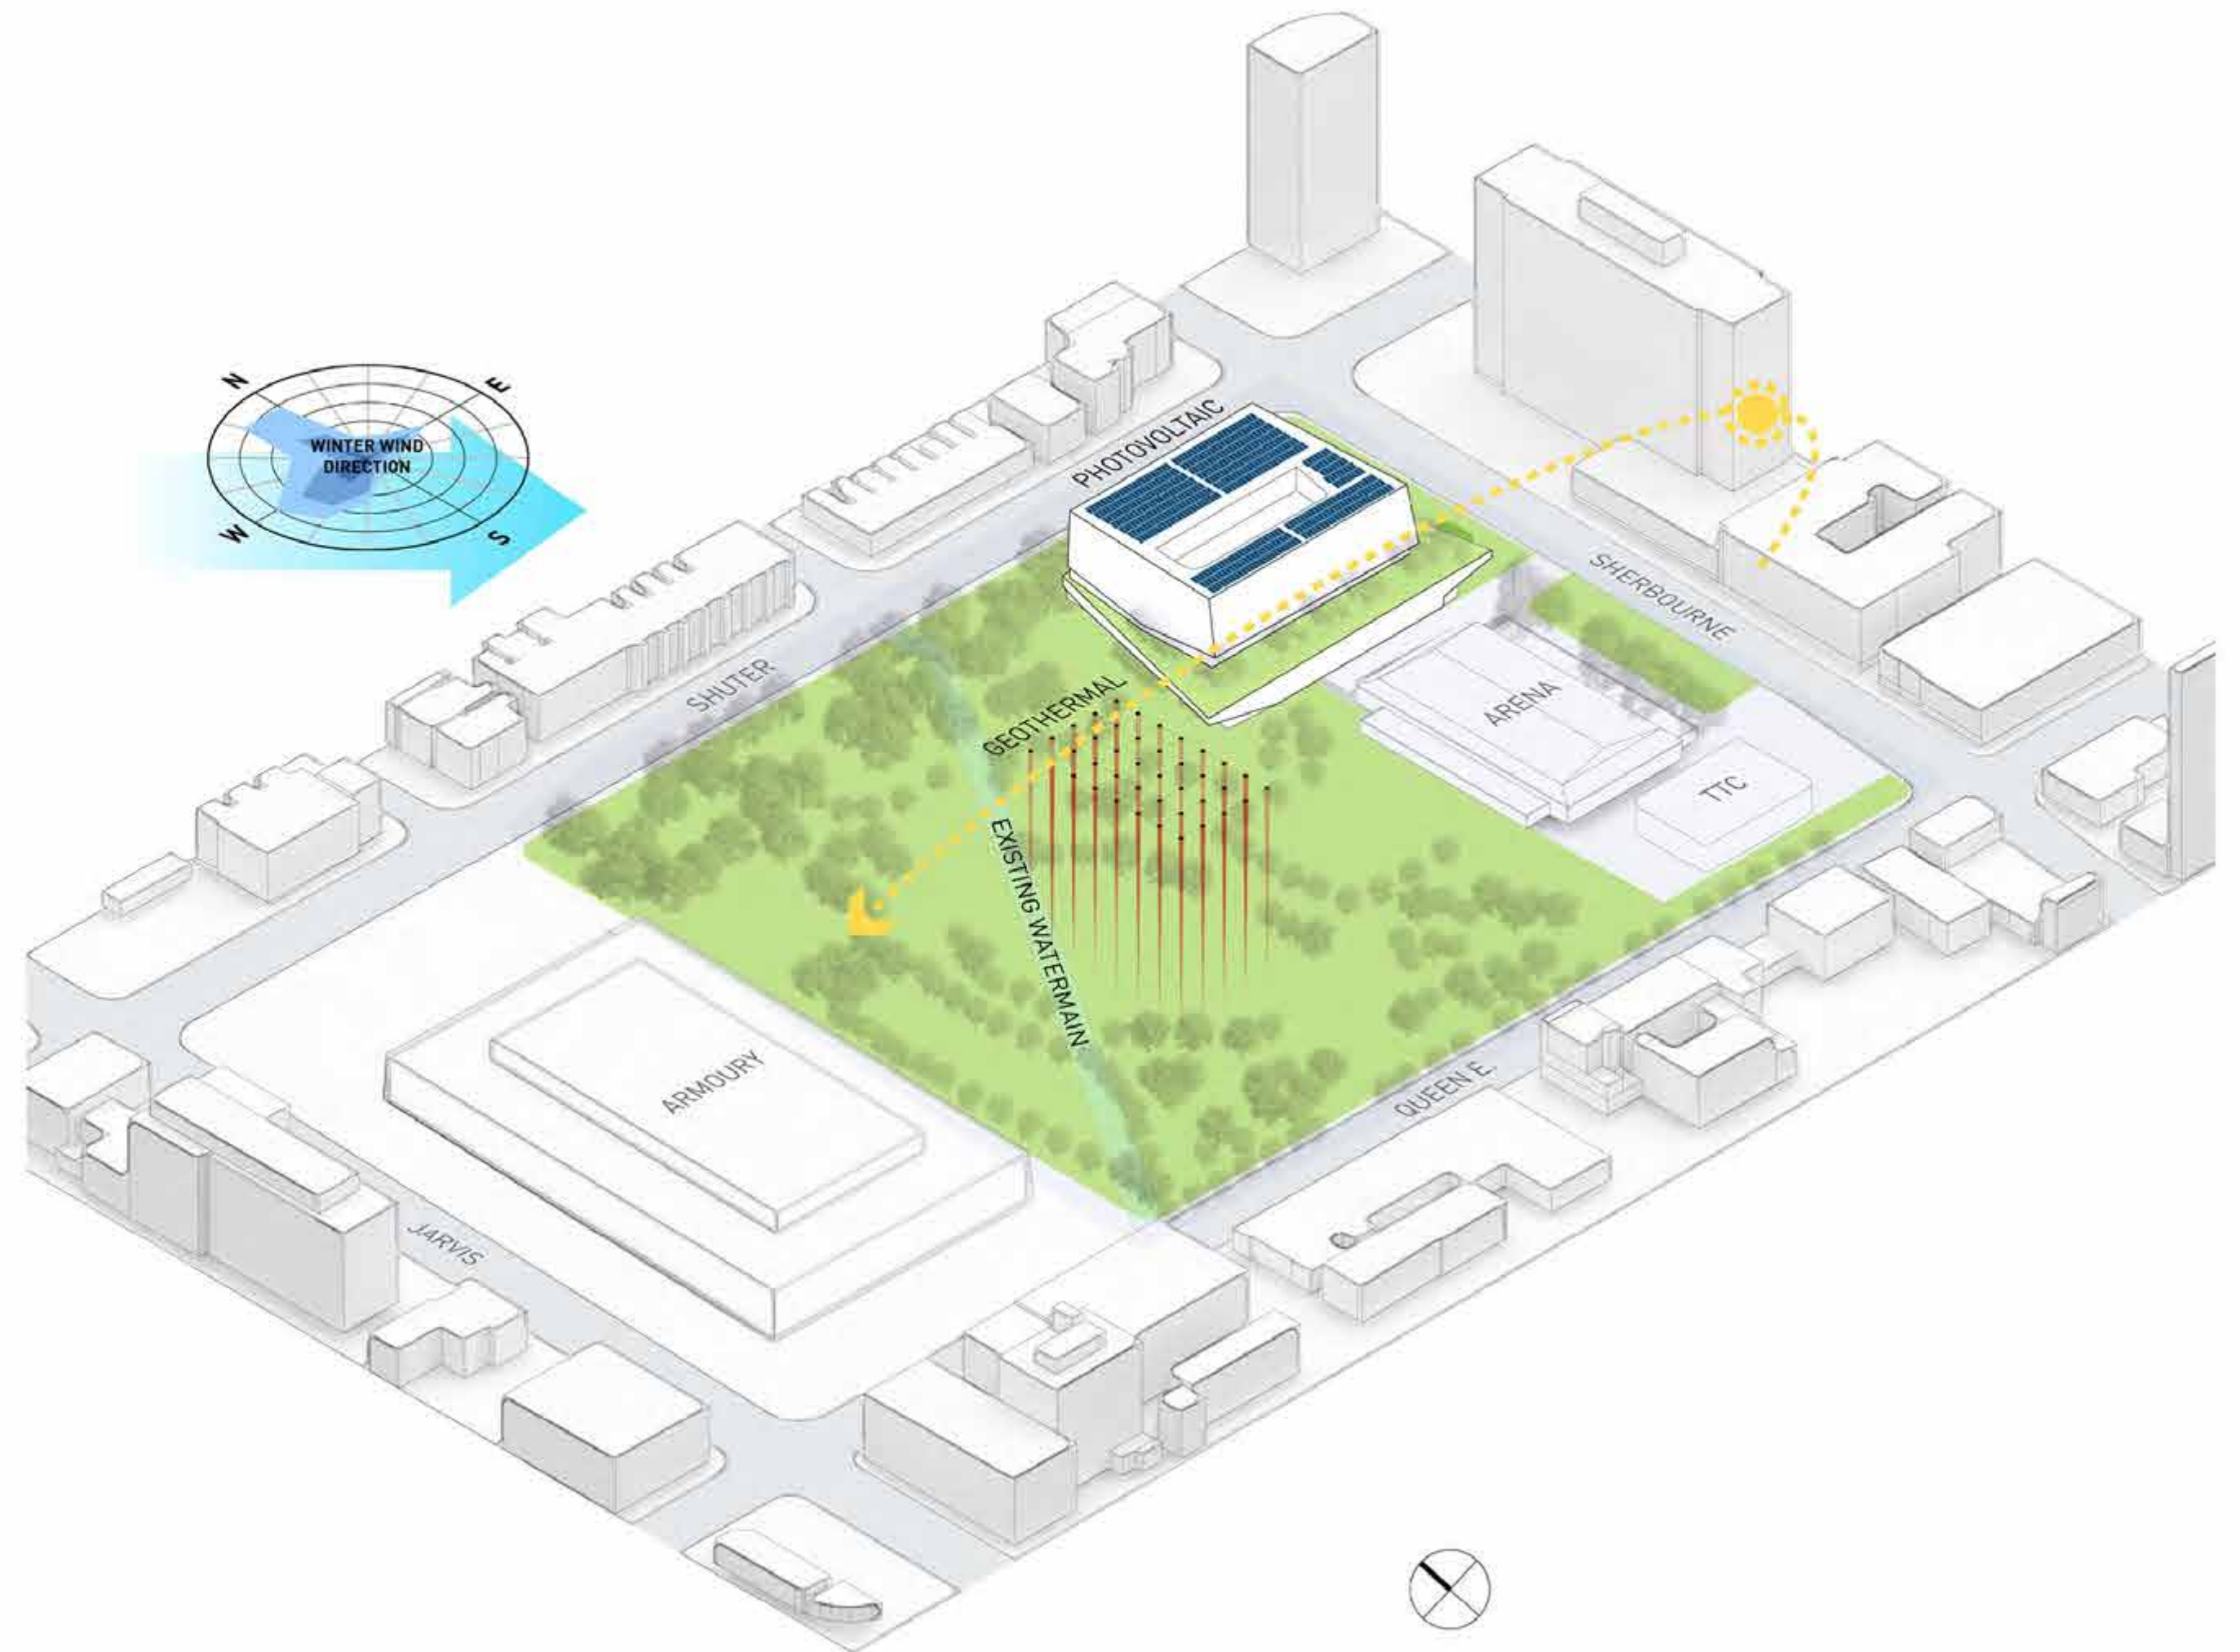 N
E
WINTER WIND
DIRECTION
W
S
PHOTOVOLTAIC
SHUTER
SHERBOURNE
GEOTHERMAL
ARENA
TTC
EXISTING WATERMAIN
ARMOURY
QUEEN E.
JARVIS